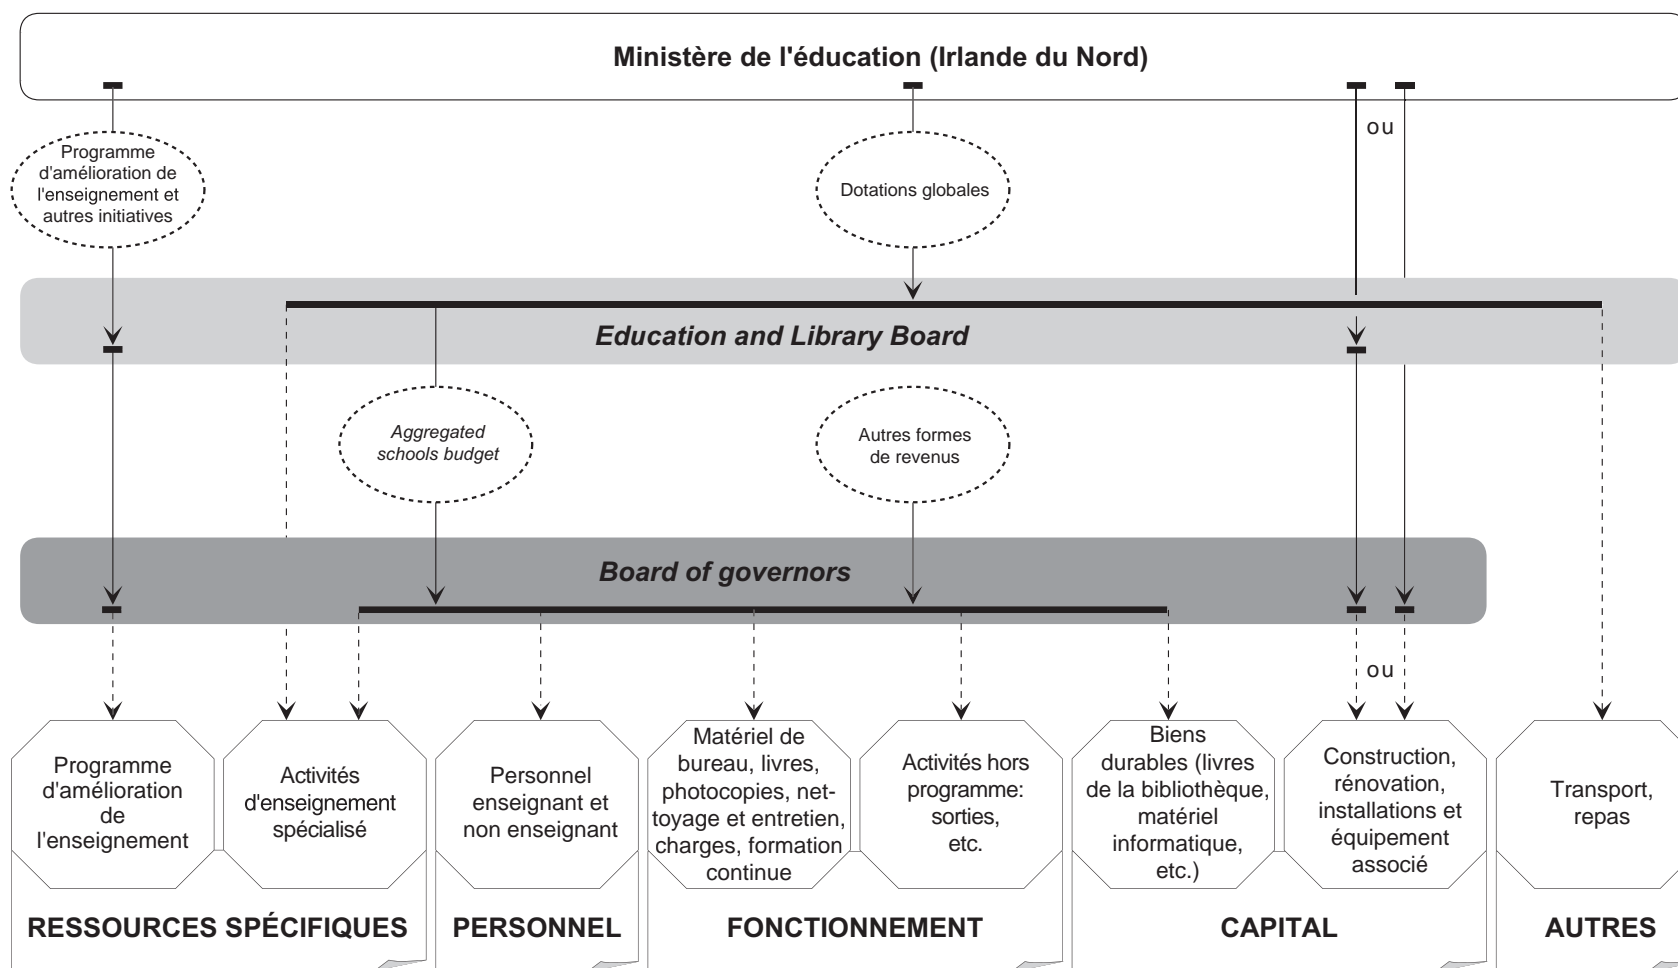 Ministère de l'éducation (Irlande du Nord)
ou
Programme
d'amélioration de
l'enseignement et
autres initiatives
Dotations globales
Education and Library Board
Aggregated
schools budget
Autres formes
de revenus
Board of governors
ou
Programme
d'amélioration
de
l'enseignement
Activités
d'enseignement
spécialisé
Personnel
enseignant et
non enseignant
Matériel de
bureau, livres,
photocopies, net-
toyage et entretien,
charges, formation
continue
Activités hors
programme:
sorties,
etc.
Biens
durables (livres
de la bibliothèque,
matériel
informatique,
etc.)
Construction,
rénovation,
installations et
équipement
associé
Transport,
repas
RESSOURCES SPÉCIFIQUES
PERSONNEL
FONCTIONNEMENT
CAPITAL
AUTRES